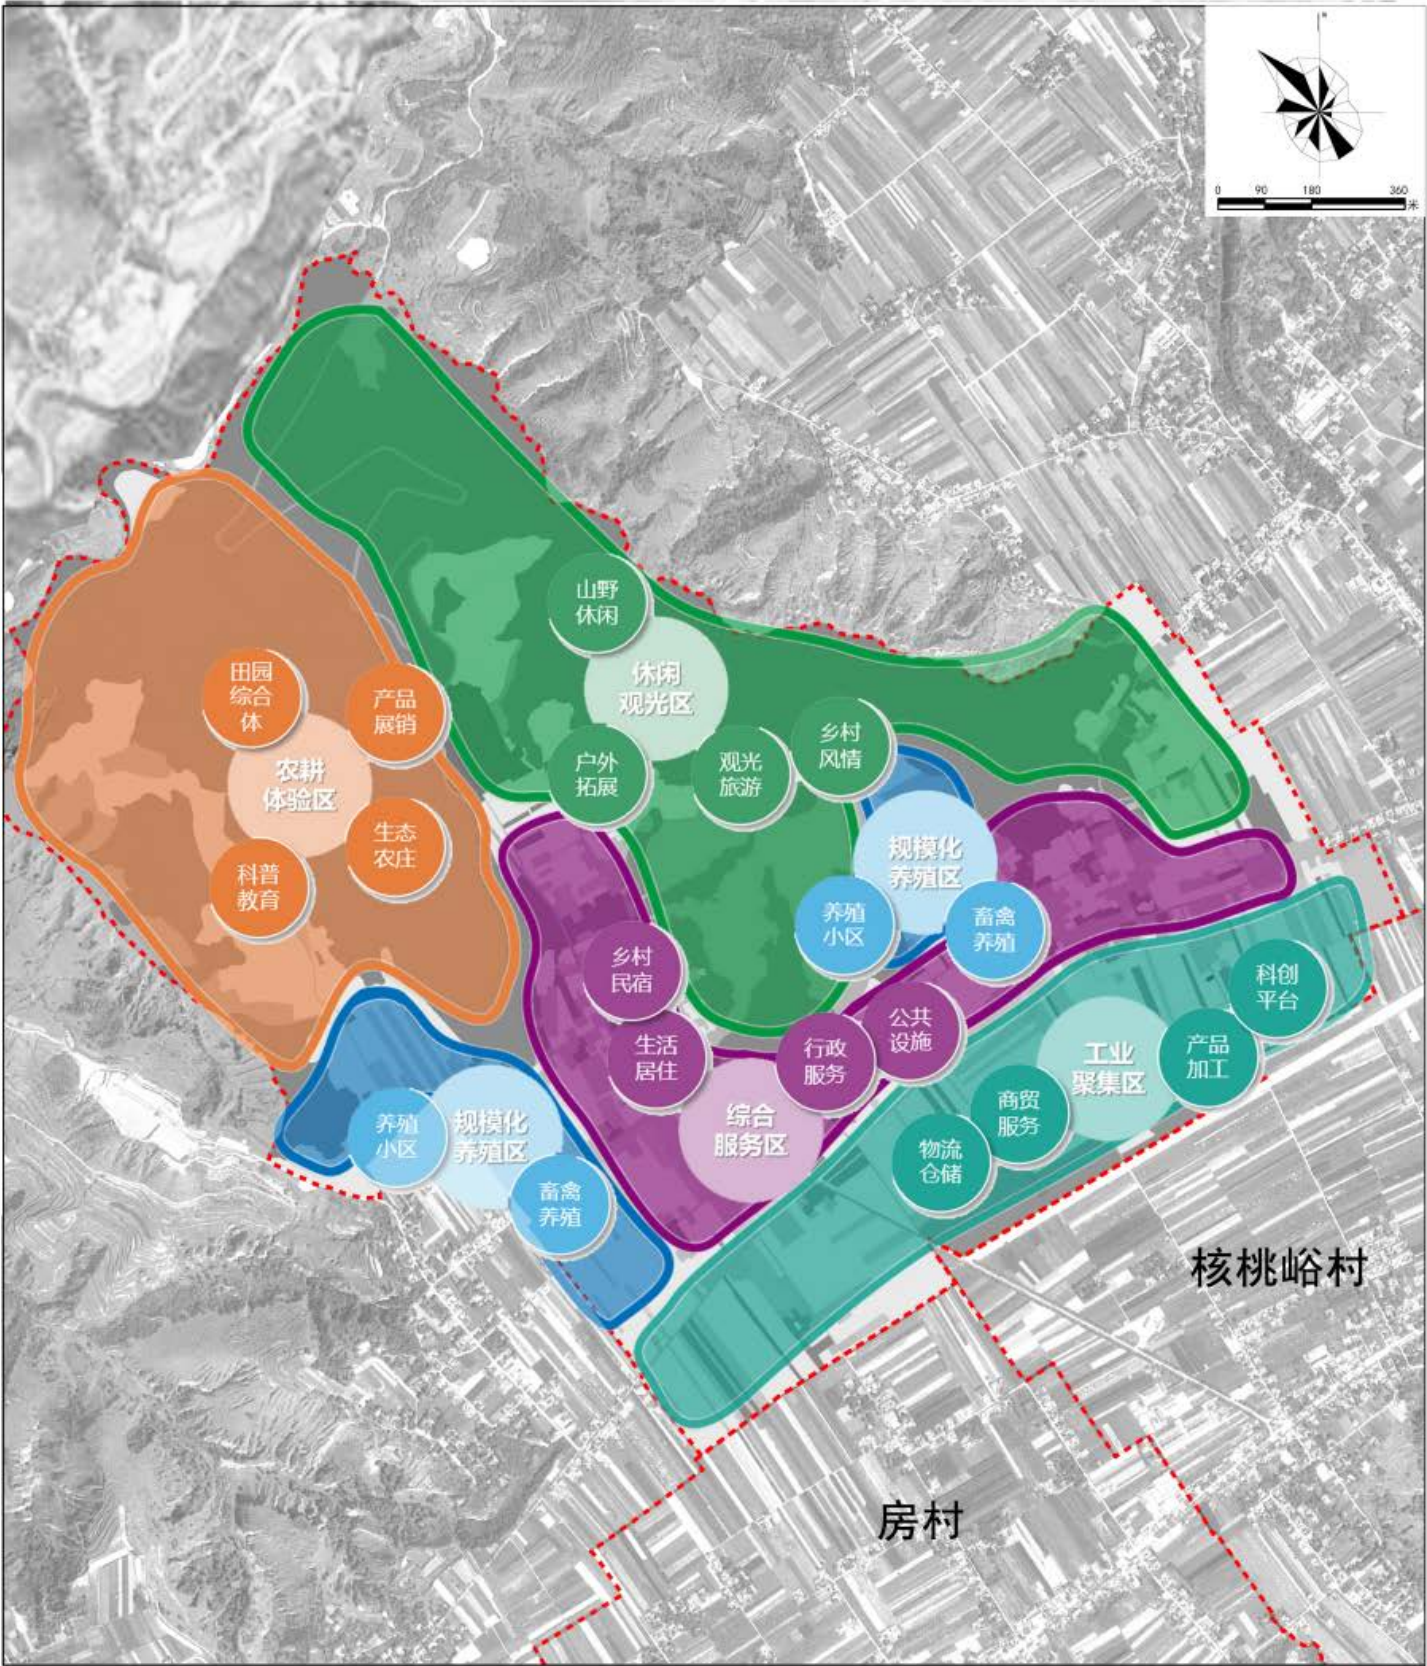 0 90 180 360
米
山野
休闲
休闲
观光区
田园
综合
体
产品
展销
农耕
体验区
户外
拓展
观光
旅游
乡村
风情
生态
农庄
科普
教育
规模化
养殖区
养殖
小区
畜禽
养殖
乡村
民宿
生活
居住
行政
服务
公共
设施
综合
服务区
科创
平台
产品
加工
工业
聚集区
商贸
服务
物流
仓储
养殖
小区
规模化
养殖区
畜禽
养殖
核桃峪村
房村